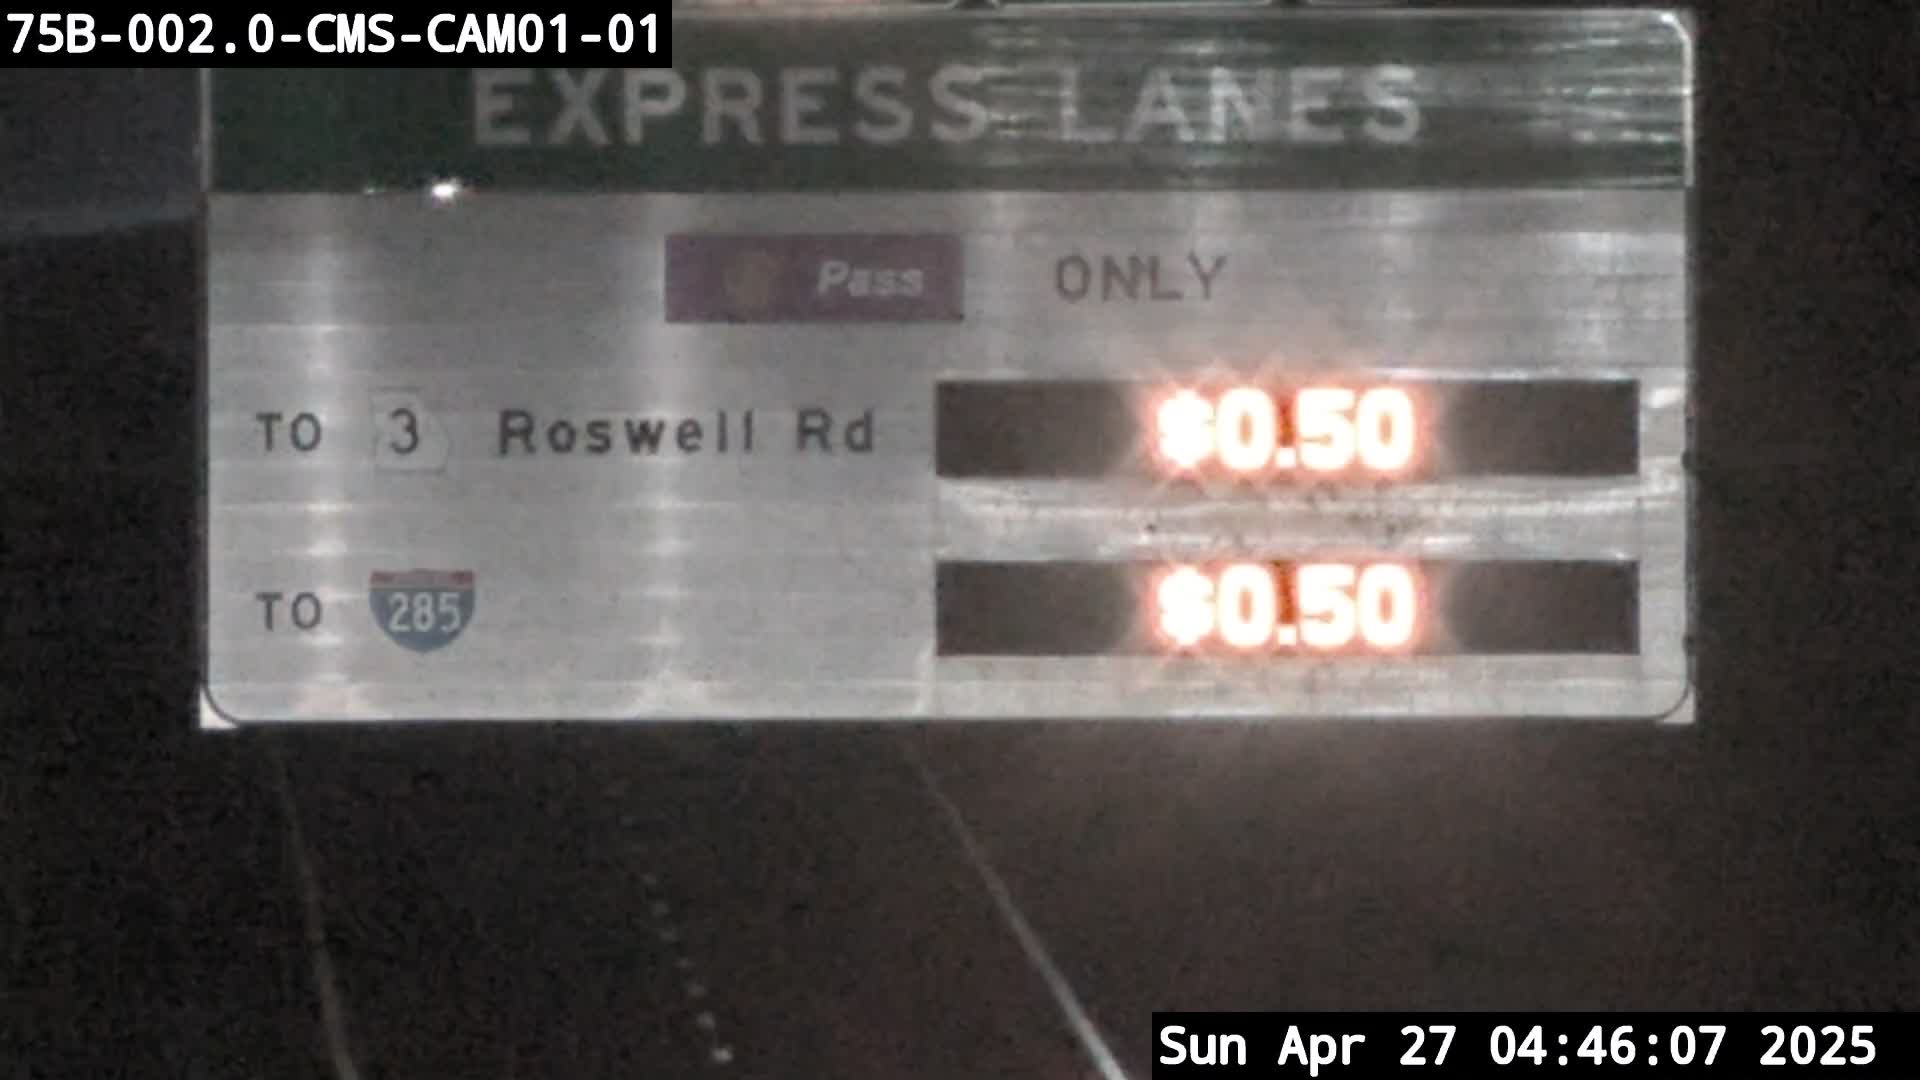 75B-002.0-CMS-CAM01-01
EXPRESS LANES
Pass ONLY
TO 3 Roswell Rd $0.50
TO 285 $0.50
Sun Apr 27 04:46:07 2025